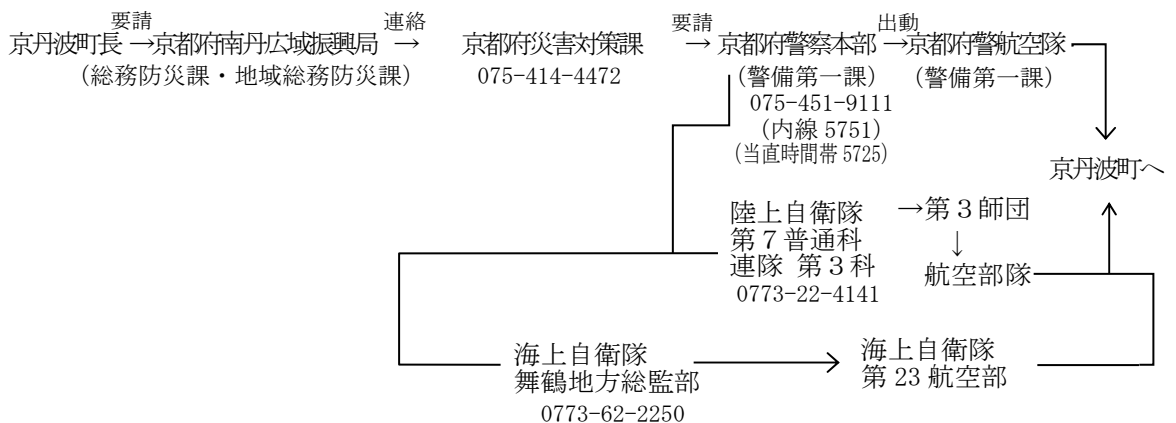 要請 連絡 要請 出動
京丹波町長 →京都府南丹広域振興局 → 京都府災害対策課 → 京都府警察本部 → 京都府警航空隊
(総務防災課・地域総務防災課) 075-414-4472 (警備第一課) (警備第一課)
075-451-9111
(内線 5751)
(当直時間帯 5725)
京丹波町へ
陸上自衛隊 →第3師団
第7普通科 ↓
連隊 第3科 航空部隊
0773-22-4141
海上自衛隊 海上自衛隊
舞鶴地方総監部 第 23 航空部
0773-62-2250